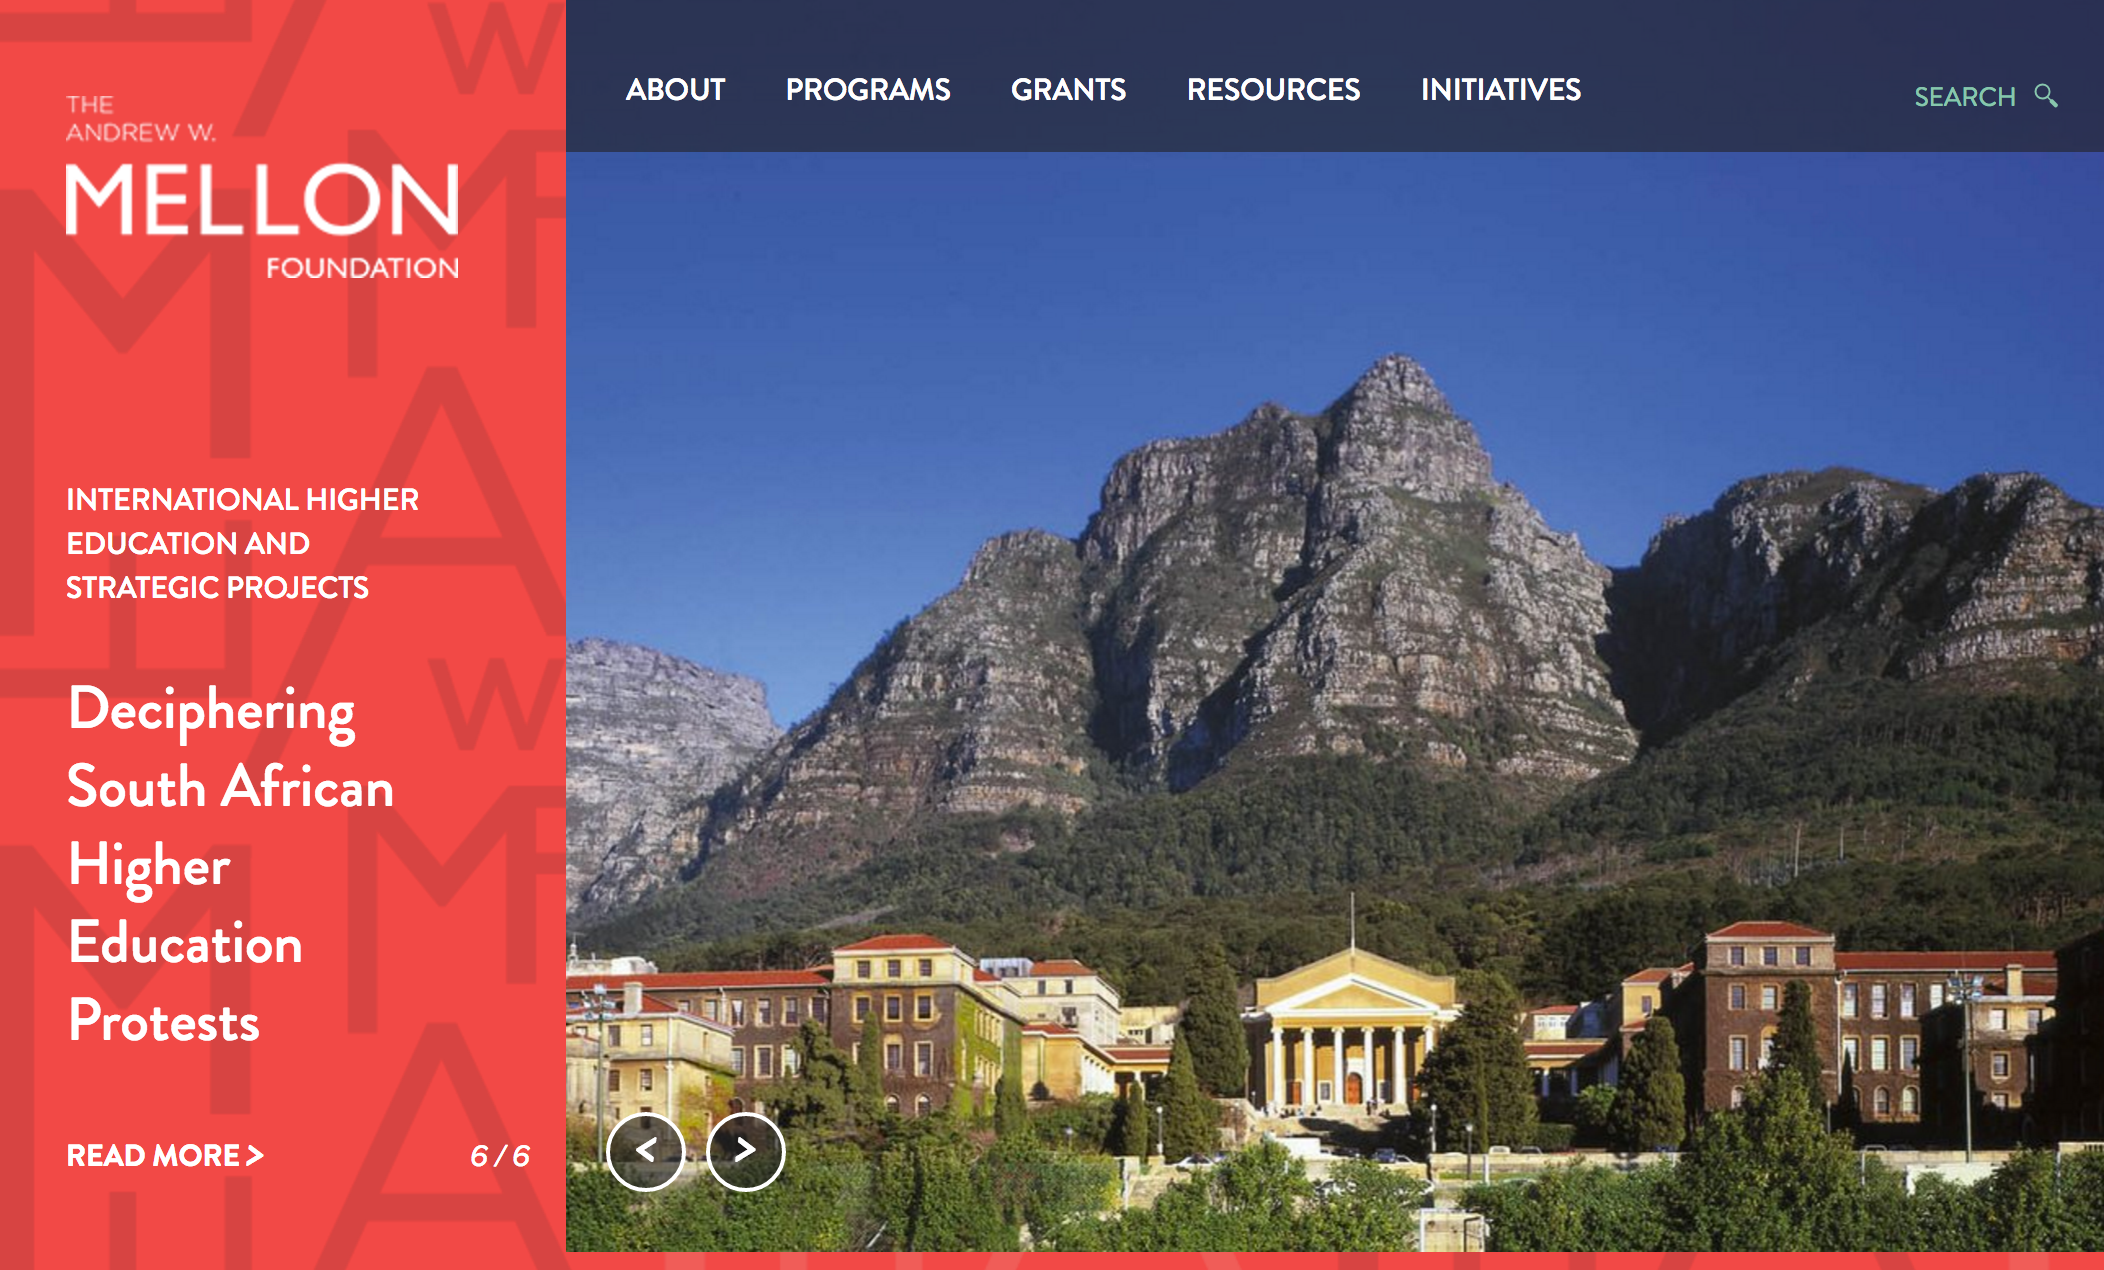 THE
ANDREW W.
MELLON
FOUNDATION
ABOUT PROGRAMS GRANTS RESOURCES INITIATIVES SEARCH
INTERNATIONAL HIGHER
EDUCATION AND
STRATEGIC PROJECTS
Deciphering
South African
Higher
Education
Protests
READ MORE >
6 / 6